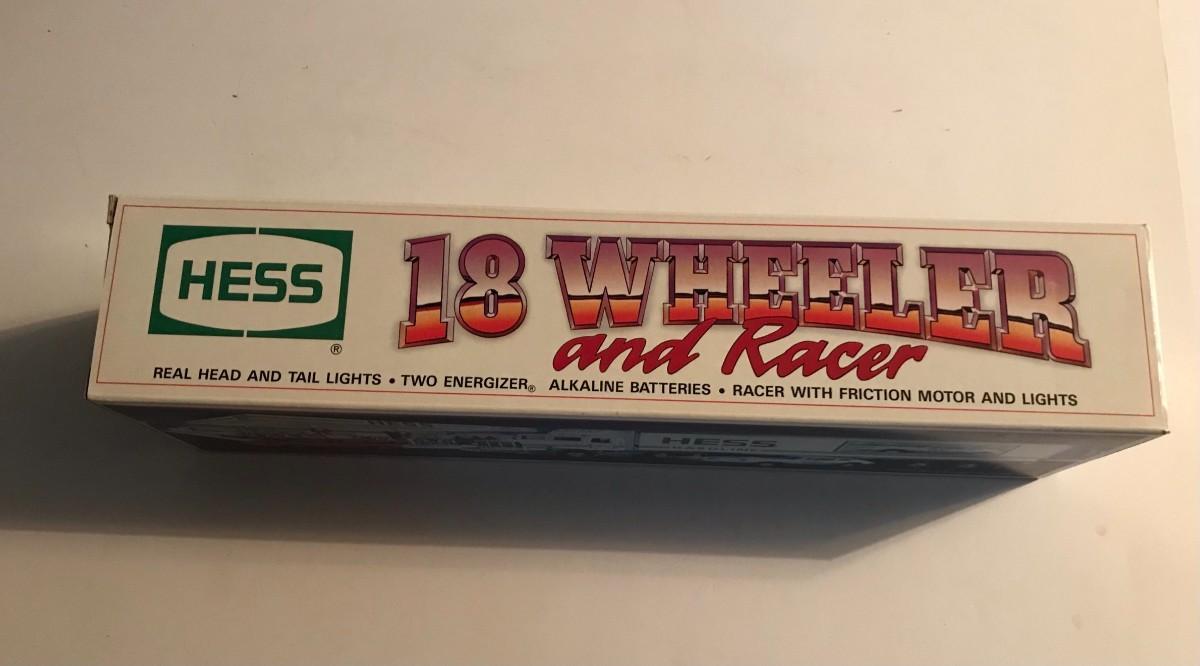 HESS®
18 WHEELER
and Racer
REAL HEAD AND TAIL LIGHTS • TWO ENERGIZER® ALKALINE BATTERIES • RACER WITH FRICTION MOTOR AND LIGHTS
HESS
GASOLINE